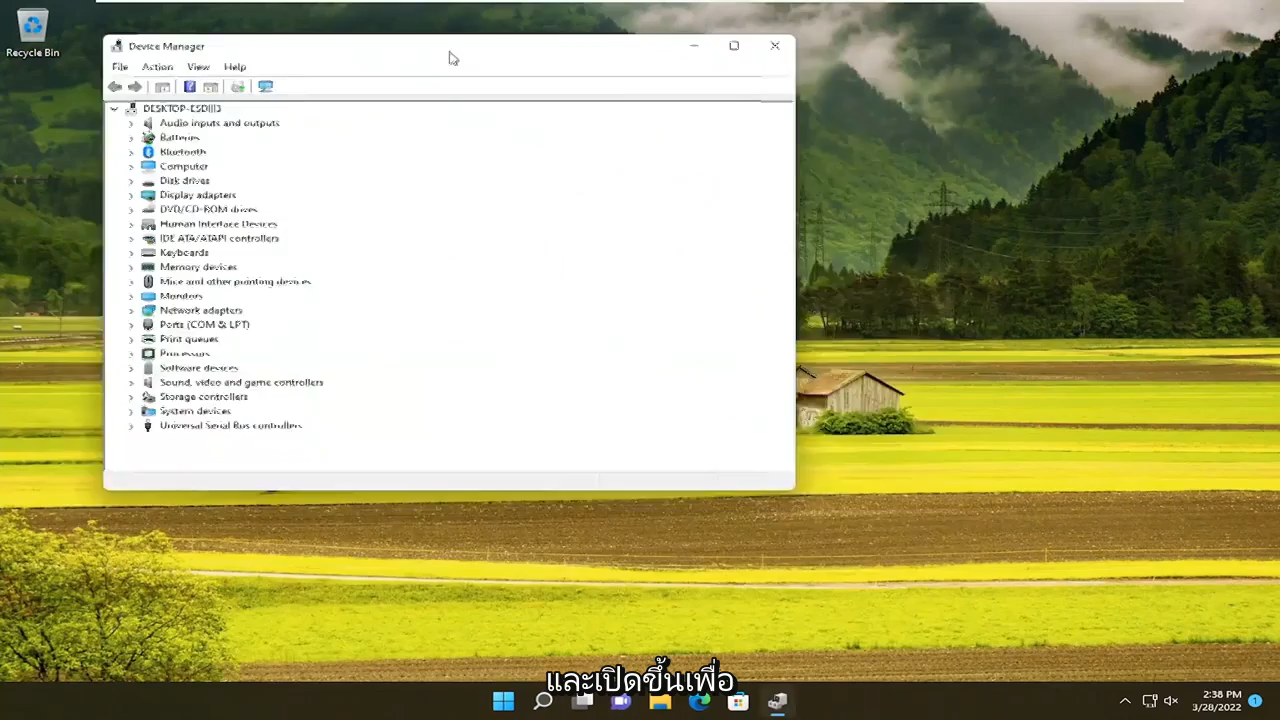 Recycle Bin
Device Manager
File Action View Help
Audio inputs and outputs
Batteries
Bluetooth
Computer
Disk drives
Display adapters
DVD/CD-ROM drives
Human Interface Devices
IDE ATA/ATAPI controllers
Keyboards
Memory devices
Mice and other pointing devices
Monitors
Network adapters
Ports (COM & LPT)
Print queues
Processors
Software devices
Sound, video and game controllers
Storage controllers
System devices
Universal Serial Bus controllers
และเปิดขึ้นเพื่อ
2:38 PM
3/28/2022
1